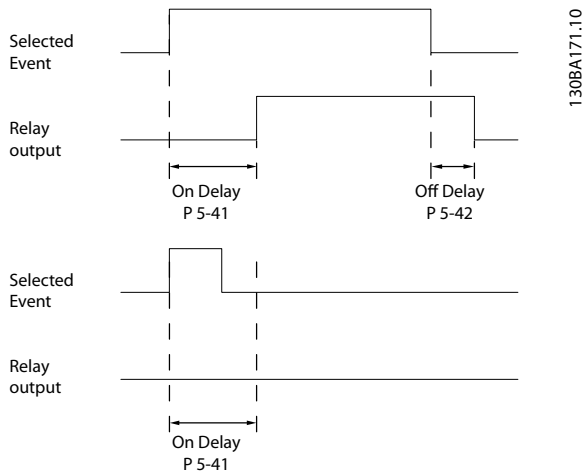 Selected
Event
Relay
output
On Delay
P 5-41
Off Delay
P 5-42
130BA171.10
Selected
Event
Relay
output
On Delay
P 5-41